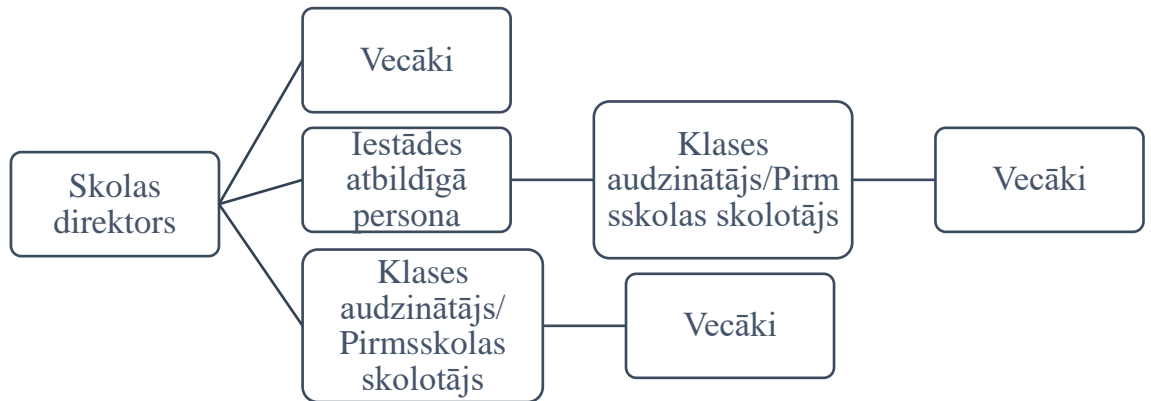 Skolas
direktors
Vecāki
Iestādes
atbildīgā
persona
Klases
audzinātājs/Pirm
sskolas skolotājs
Vecāki
Klases
audzinātājs/
Pirmsskolas
skolotājs
Vecāki